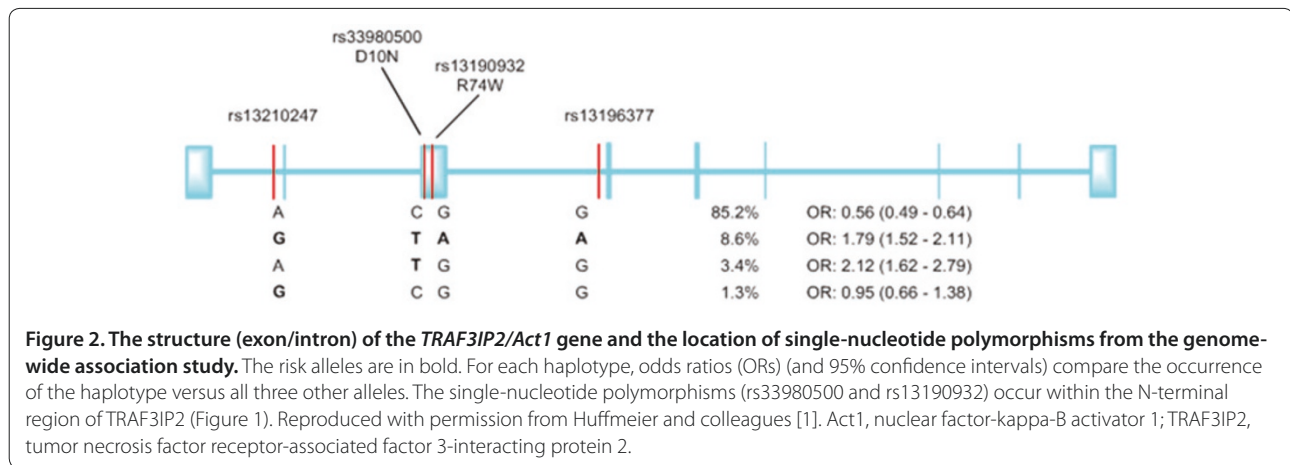 rs33980500
D10N
rs13190932
R74W
rs13210247
rs13196377
A C G G 85.2% OR: 0.56 (0.49 - 0.64)
G T A A 8.6% OR: 1.79 (1.52 - 2.11)
A T G G 3.4% OR: 2.12 (1.62 - 2.79)
G C G G 1.3% OR: 0.95 (0.66 - 1.38)
Figure 2. The structure (exon/intron) of the TRAF3IP2/Act1 gene and the location of single-nucleotide polymorphisms from the genome-
wide association study. The risk alleles are in bold. For each haplotype, odds ratios (ORs) (and 95% confidence intervals) compare the occurrence
of the haplotype versus all three other alleles. The single-nucleotide polymorphisms (rs33980500 and rs13190932) occur within the N-terminal
region of TRAF3IP2 (Figure 1). Reproduced with permission from Huffmeier and colleagues [1]. Act1, nuclear factor-kappa-B activator 1; TRAF3IP2,
tumor necrosis factor receptor-associated factor 3-interacting protein 2.